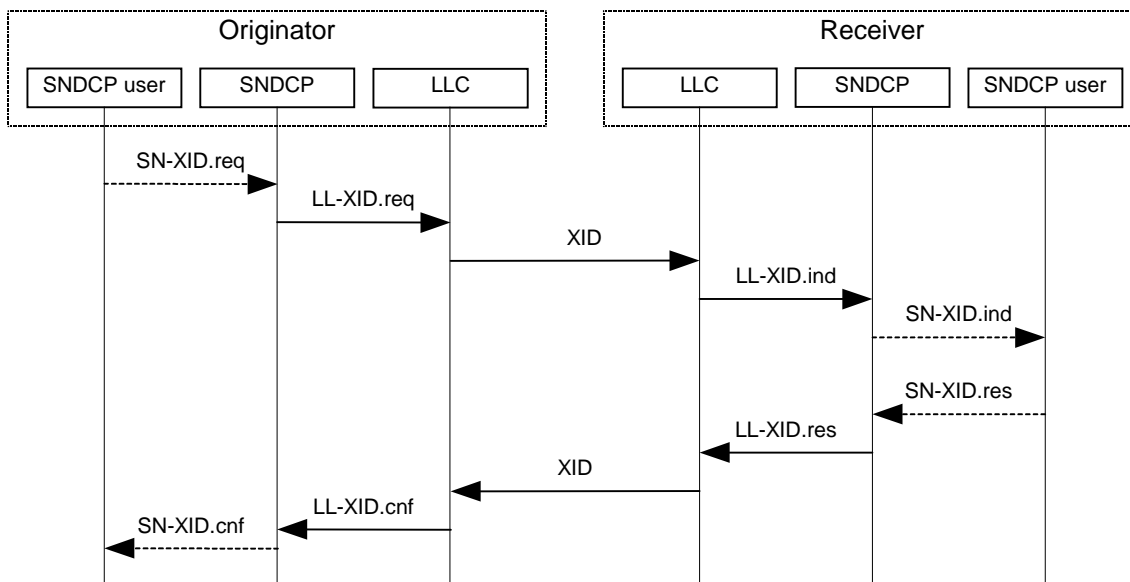 Originator
Receiver
SNDCP user
SNDCP
LLC
LLC
SNDCP
SNDCP user
SN-XID.req
LL-XID.req
XID
LL-XID.ind
SN-XID.ind
SN-XID.res
LL-XID.res
XID
LL-XID.cnf
SN-XID.cnf